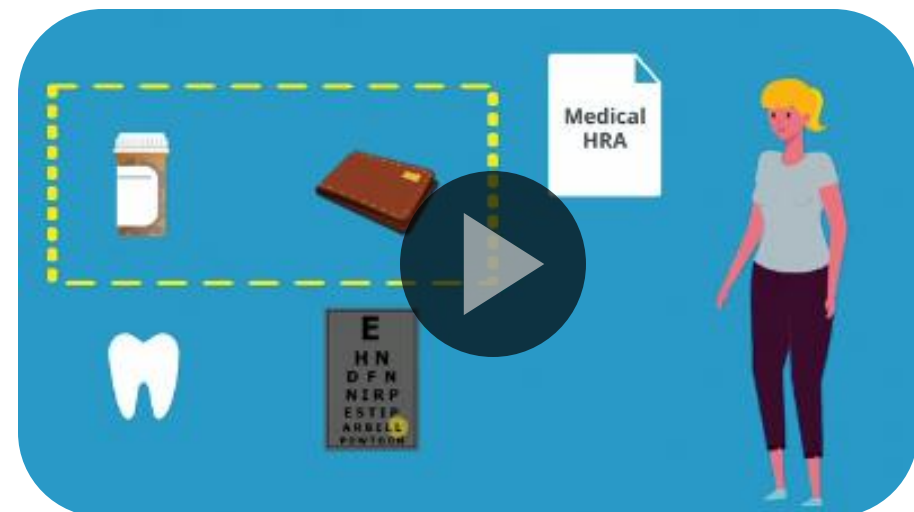 Medical
HRA
E
H N
D F N
N I R P
E S T I P
A R B E L L
P O W T O O N